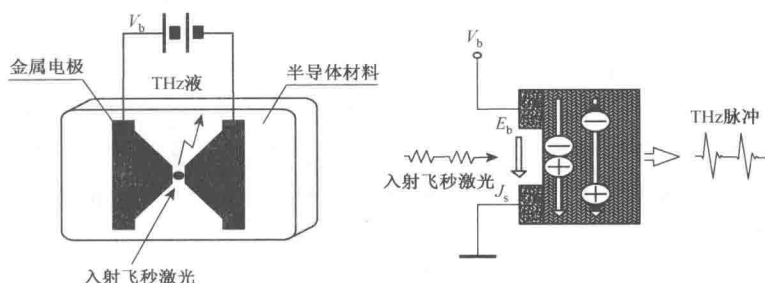 V_b
金属电极
THz液
半导体材料
入射飞秒激光
V_b
E_b
J_s
入射飞秒激光
THz脉冲